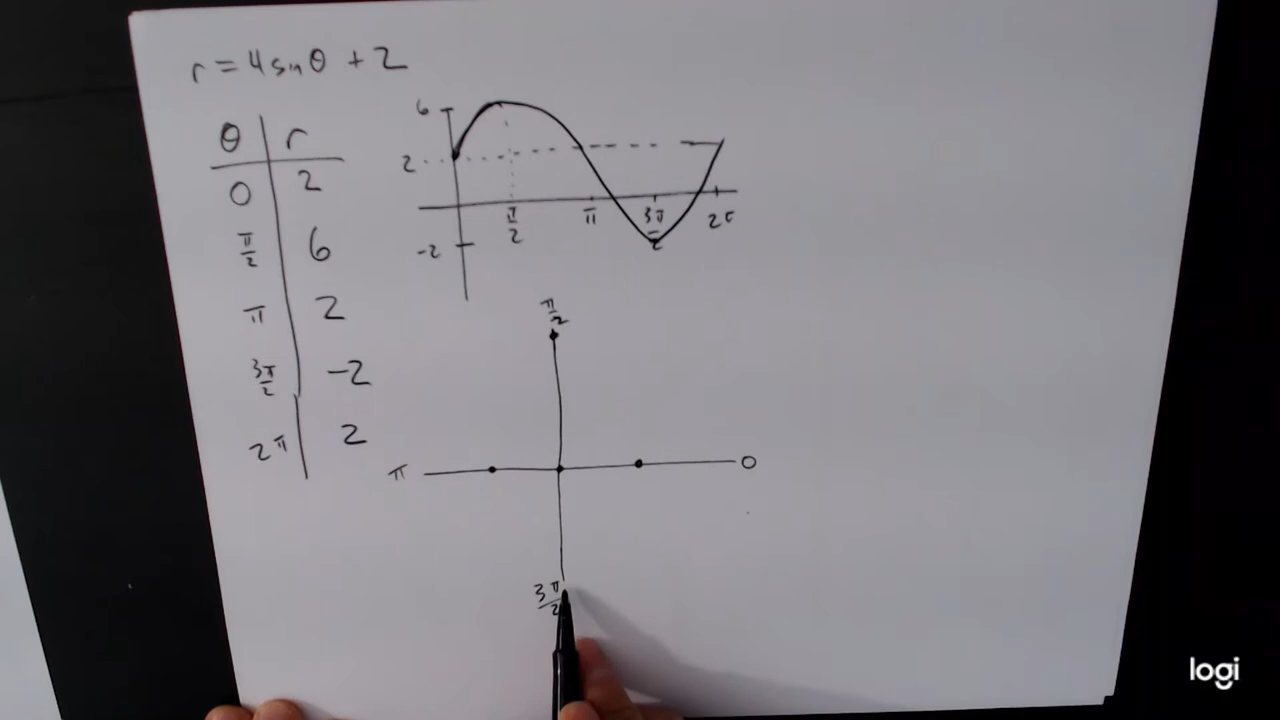 r = 4 sin θ + 2
θ r
0 2
π/2 6
π 2
3π/2 -2
2π 2
6
2
-2
π/2 π 3π/2 2π
π/2
π 0
3π/2
logi